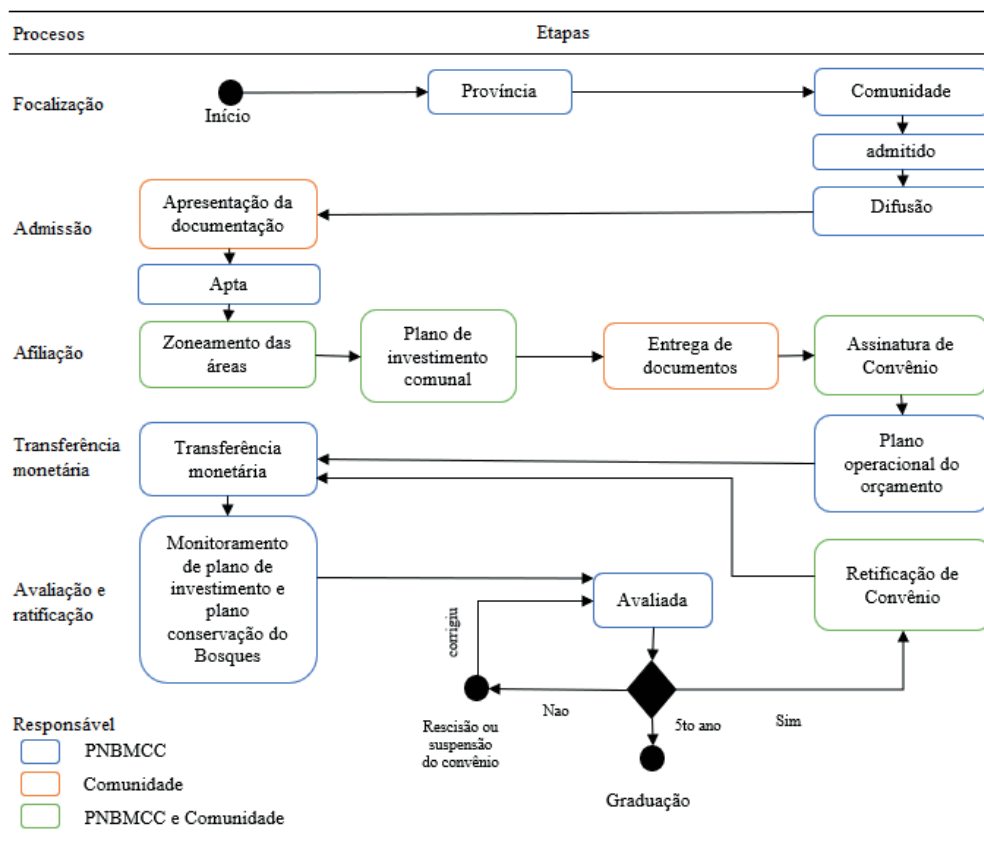 Procesos
Etapas
Focalização
Início
Província
Comunidade
admitido
Difusão
Admissão
Apresentação da
documentação
Apta
Afiliação
Zoneamento das
áreas
Plano de
investimento
comunal
Entrega de
documentos
Assinatura de
Convênio
Transferência
monetária
Transferência
monetária
Plano
operacional do
orçamento
Avaliação e
ratificação
Monitoramento
de plano de
investimento e
plano
conservação do
Bosques
corrigiu
Avaliada
Retificação de
Convênio
Nao
5to ano
Sim
Rescisão ou
suspensão
do convênio
Graduação
Responsável
PNBMCC
Comunidade
PNBMCC e Comunidade